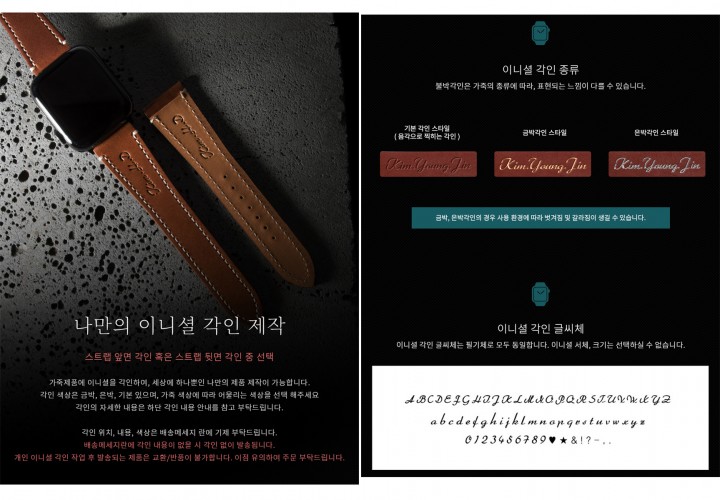 나만의 이니셜 각인 제작
스트랩 앞면 각인 혹은 스트랩 뒷면 각인 중 선택
가죽제품에 이니셜을 각인하여, 세상에 하나뿐인 나만의 제품 제작이 가능합니다.
각인 색상은 금박, 은박, 기본 있으며, 가죽 색상에 따라 어울리는 색상을 선택 해주세요
각인의 자세한 내용은 하단 각인 내용 안내를 참고 부탁드립니다.
각인 위치, 내용, 색상은 배송메세지 란에 기제 부탁드립니다.
배송메세지란에 각인 내용이 없을 시 각인 없이 발송됩니다.
개인 이니셜 각인 작업 후 발송되는 제품은 교환/반품이 불가합니다. 이점 유의하여 주문 부탁드립니다.
이니셜 각인 종류
불박각인은 가죽의 종류에 따라, 표현되는 느낌이 다를 수 있습니다.
기본 각인 스타일
( 음각으로 찍히는 각인 )
금박각인 스타일
은박각인 스타일
Kim.Young.Jin
Kim.Young.Jin
Kim.Young.Jin
금박, 은박각인의 경우 사용 환경에 따라 벗겨짐 및 갈라짐이 생길 수 있습니다.
이니셜 각인 글씨체
이니셜 각인 글씨체는 필기체로 모두 동일합니다. 이니셜 서체, 크기는 선택하실 수 없습니다.
ABCDEFGHIJKLMNOPQRSTUVWXYZ
abcdefghijklmnopqrstuvwxyz
0123456789♥★&!?~..